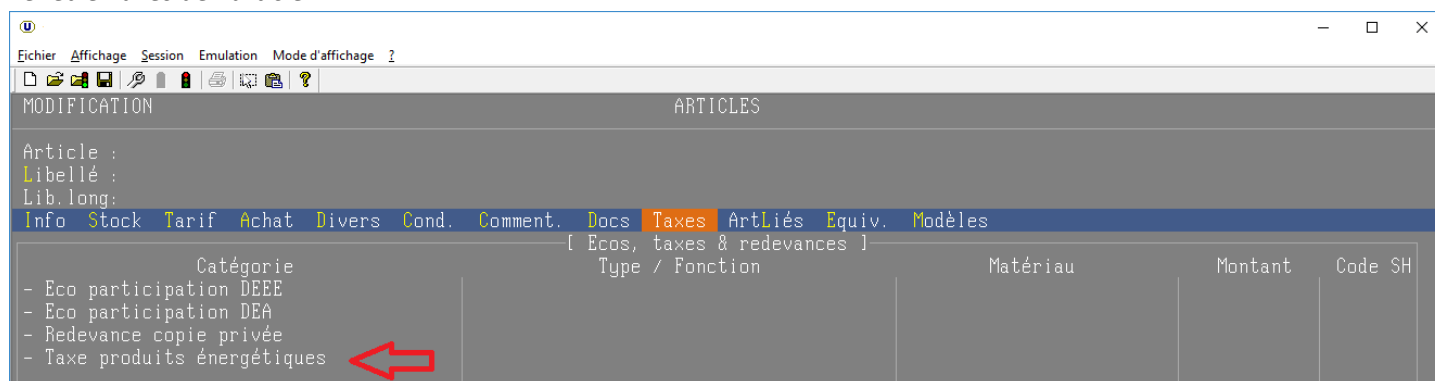 Fichier Affichage Session Emulation Mode d'affichage ?
MODIFICATION ARTICLES
Article :
Libellé :
Lib.long:
Info Stock Tarif Achat Divers Cond. Comment. Docs Taxes ArtLiés Equiv. Modèles
[ Ecos, taxes & redevances ]
Catégorie Type / Fonction Matériau Montant Code SH
- Eco participation DEEE
- Eco participation DEA
- Redevance copie privée
- Taxe produits énergétiques